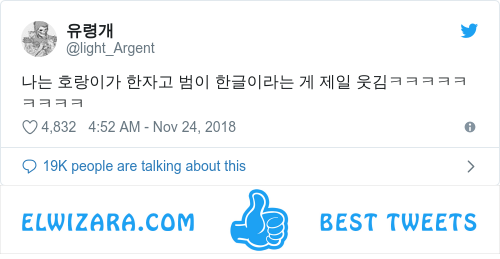 유령개
@light_Argent
나는 호랑이가 한자고 범이 한글이라는 게 제일 웃김ㅋㅋㅋㅋㅋ
ㅋㅋㅋㅋ
4,832 4:52 AM - Nov 24, 2018
19K people are talking about this
ELWIZARA.COM BEST TWEETS